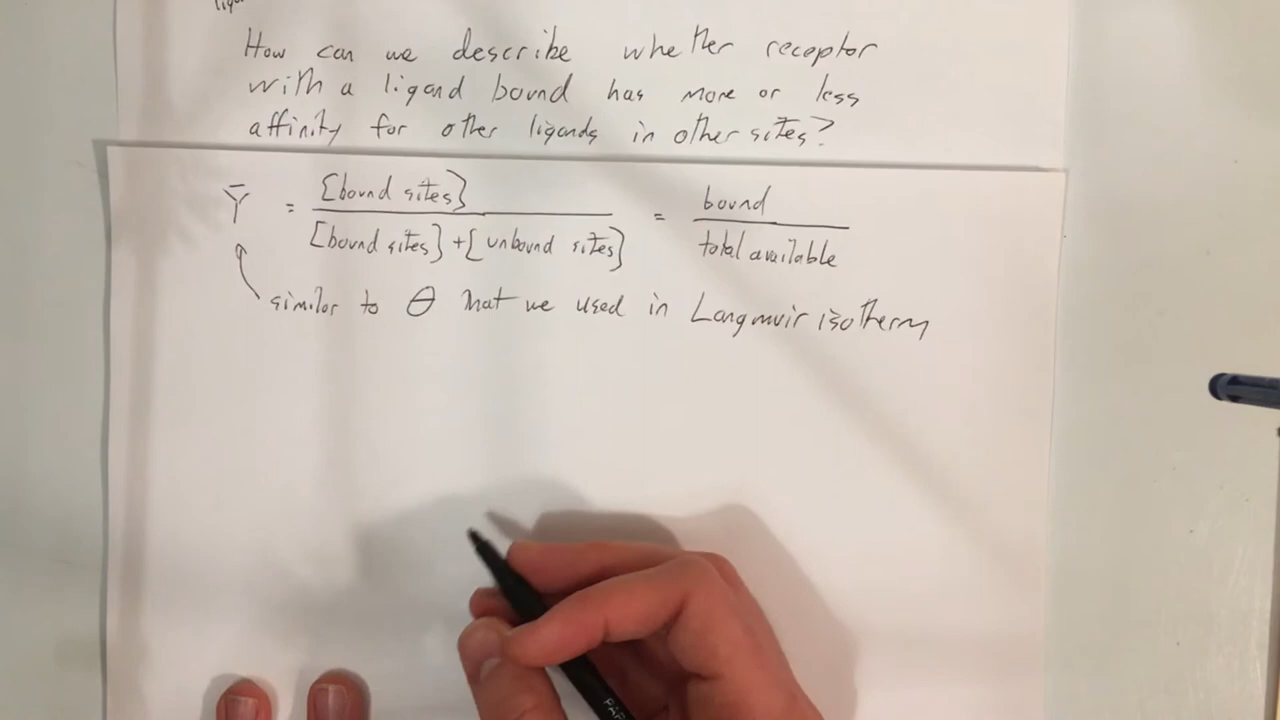 How can we describe whether receptor
with a ligand bound has more or less
affinity for other ligands in other sites?
Ȳ = [bound sites] / [bound sites] + [unbound sites] = bound / total available
similar to θ that we used in Langmuir isotherm